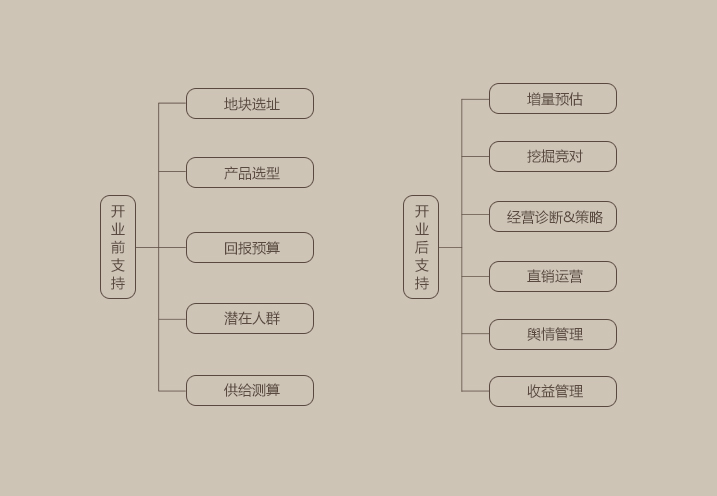 开业前支持
地块选址
产品选型
回报预算
潜在人群
供给测算
开业后支持
增量预估
挖掘竞对
经营诊断&策略
直销运营
舆情管理
收益管理